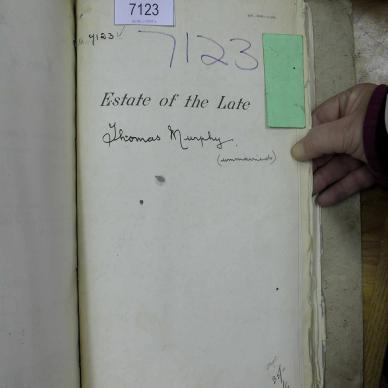 7123
7123
7123
Estate of the Late
Thomas Murphy.
(unmarried)